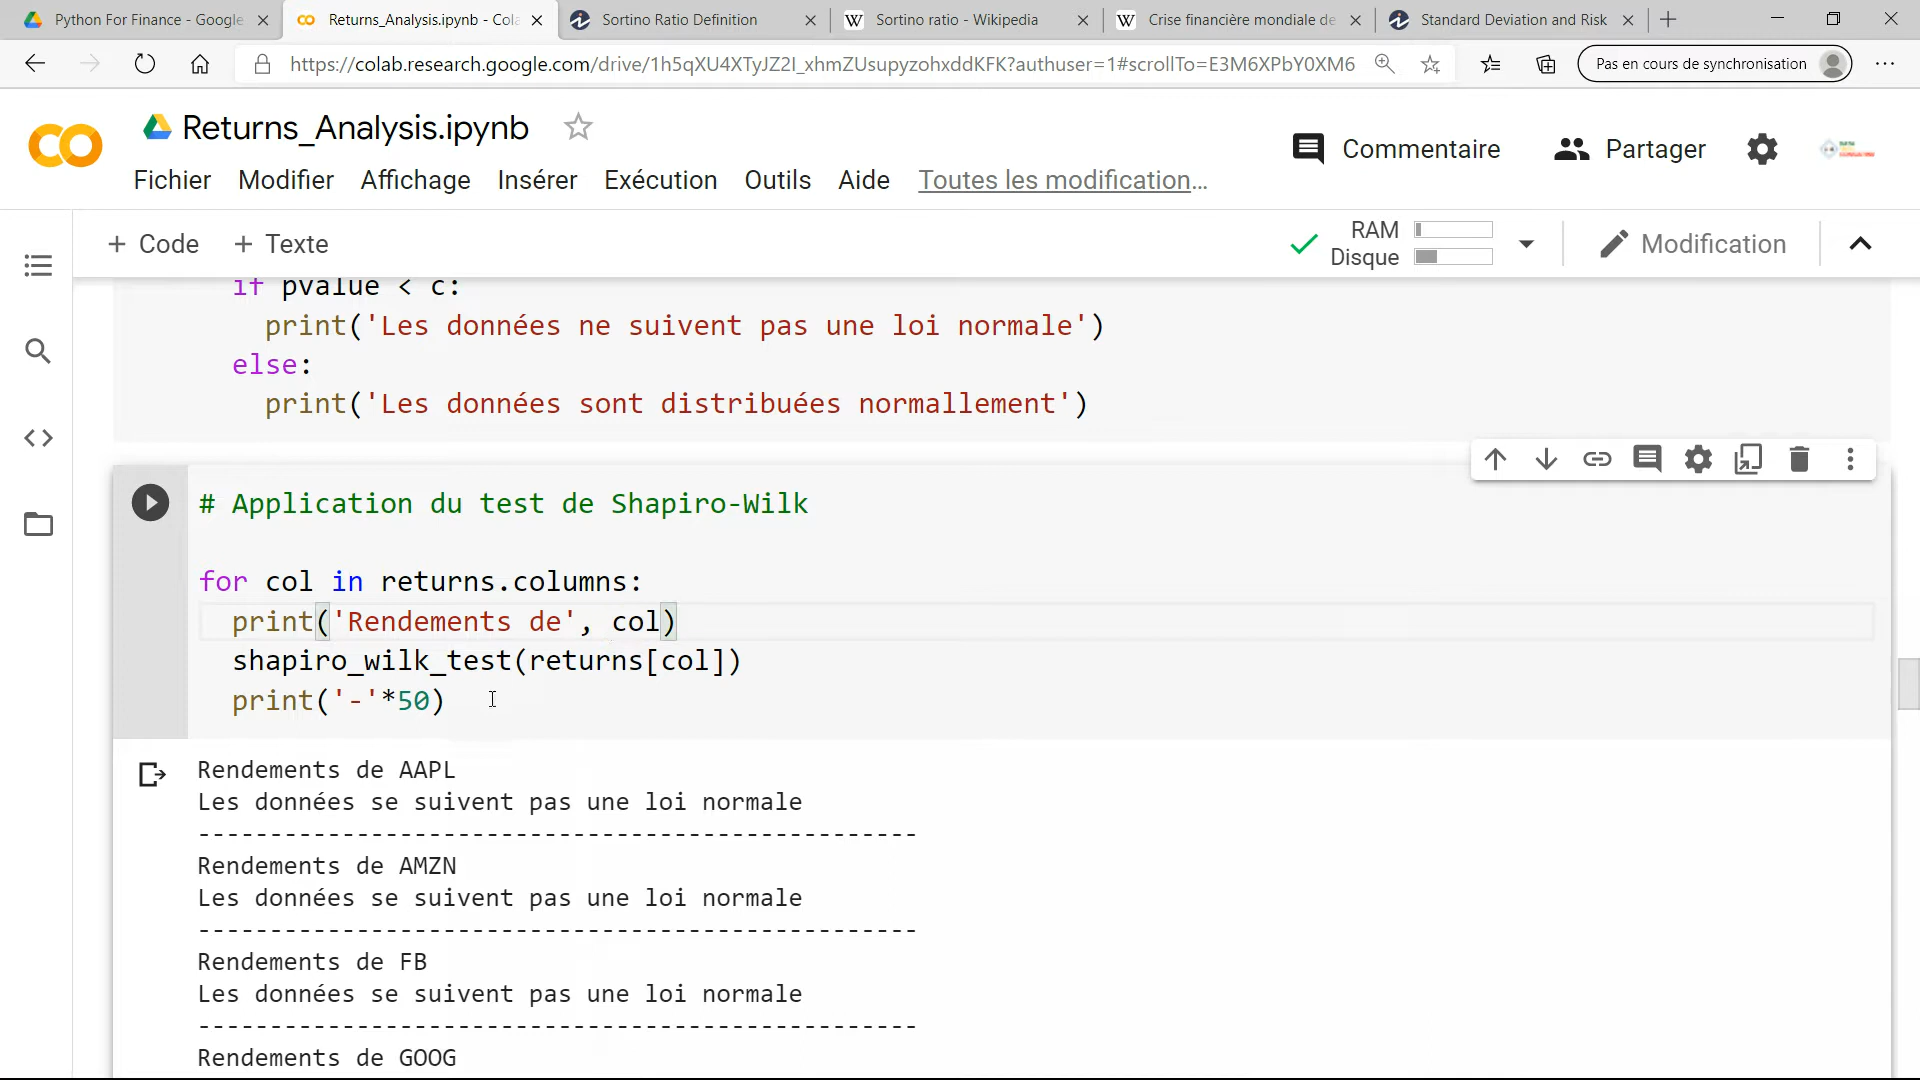 Python For Finance - Google
Returns_Analysis.ipynb - Cola
Sortino Ratio Definition
Sortino ratio - Wikipedia
Crise financière mondiale de
Standard Deviation and Risk
https://colab.research.google.com/drive/1h5qXU4XTyJZ2I_xhmZUsupyzohxddKFK?authuser=1#scrollTo=E3M6XPbY0XM6
Pas en cours de synchronisation
Returns_Analysis.ipynb
Commentaire
Partager
Fichier Modifier Affichage Insérer Exécution Outils Aide Toutes les modification…
+ Code + Texte
RAM
Disque
Modification
if pvalue < c:
print('Les données ne suivent pas une loi normale')
else:
print('Les données sont distribuées normallement')
# Application du test de Shapiro-Wilk
for col in returns.columns:
print('Rendements de', col)
shapiro_wilk_test(returns[col])
print('-'*50)
Rendements de AAPL
Les données se suivent pas une loi normale
--------------------------------------------------
Rendements de AMZN
Les données se suivent pas une loi normale
--------------------------------------------------
Rendements de FB
Les données se suivent pas une loi normale
--------------------------------------------------
Rendements de GOOG